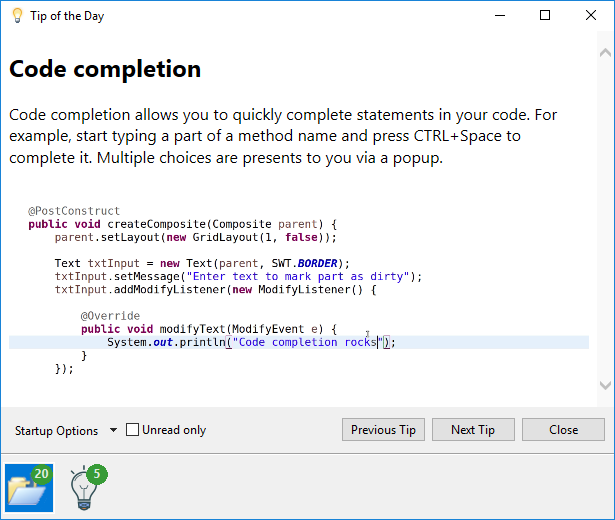 Tip of the Day
Code completion
Code completion allows you to quickly complete statements in your code. For
example, start typing a part of a method name and press CTRL+Space to
complete it. Multiple choices are presents to you via a popup.
@PostConstruct
public void createComposite(Composite parent) {
parent.setLayout(new GridLayout(1, false));
Text txtInput = new Text(parent, SWT.BORDER);
txtInput.setMessage("Enter text to mark part as dirty");
txtInput.addModifyListener(new ModifyListener() {
@Override
public void modifyText(ModifyEvent e) {
System.out.println("Code completion rocks");
}
});
Startup Options
Unread only
Previous Tip
Next Tip
Close
20
5